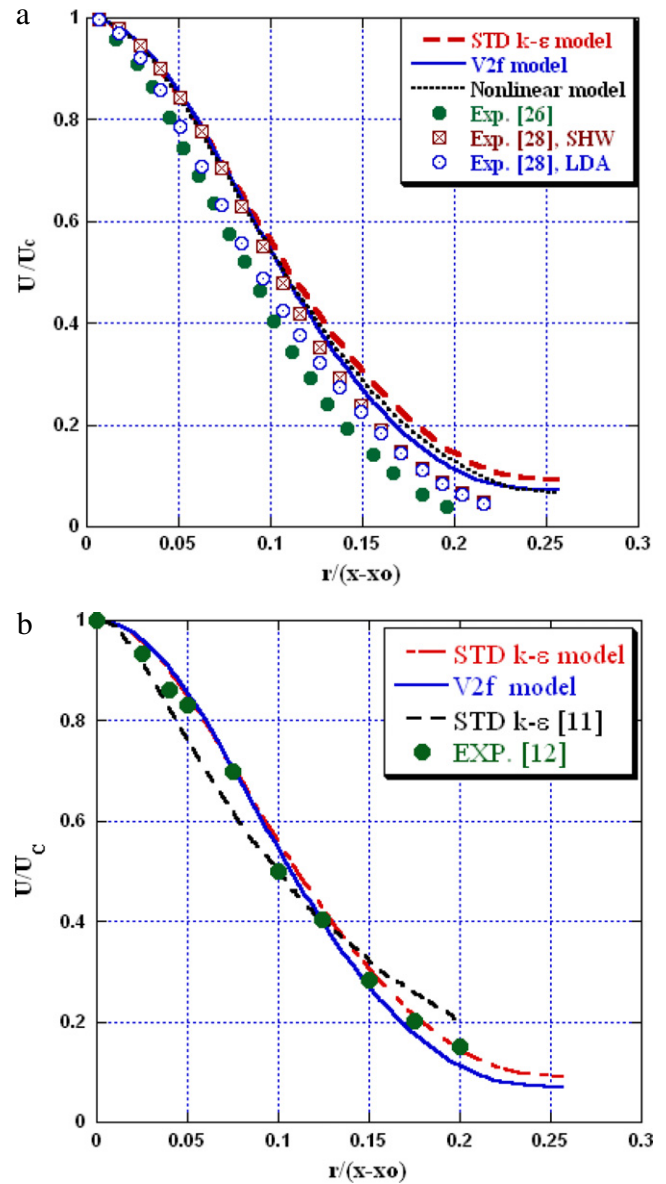 a
1
0.8
0.6
0.4
0.2
0
U/Uc
0
0.05
0.1
0.15
0.2
0.25
0.3
r/(x-xo)
STD k-ε model
V2f model
Nonlinear model
Exp. [26]
Exp. [28], SHW
Exp. [28], LDA
b
1
0.8
0.6
0.4
0.2
0
U/UC
0
0.05
0.1
0.15
0.2
0.25
0.3
r/(x-xo)
STD k-ε model
V2f model
STD k-ε [11]
EXP. [12]